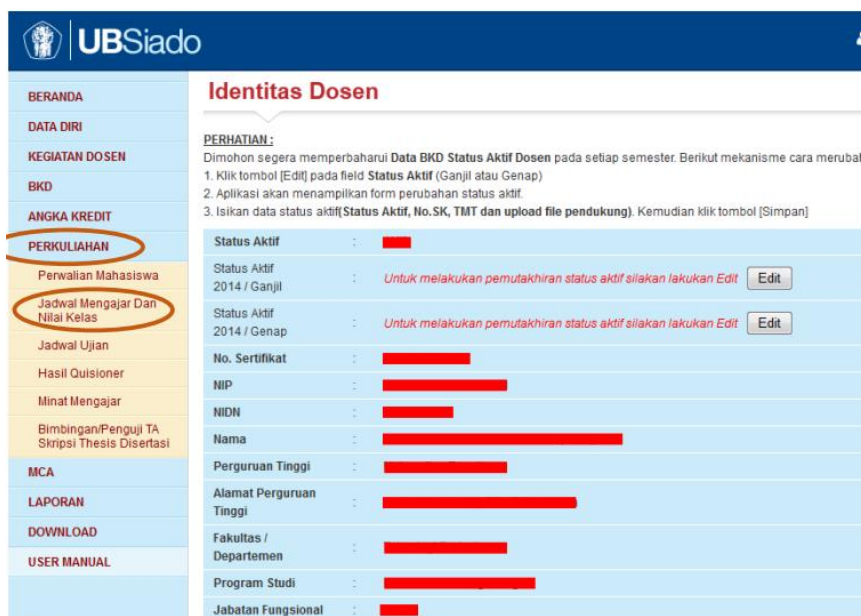 UBSiado
BERANDA
DATA DIRI
KEGIATAN DOSEN
BKD
ANGKA KREDIT
PERKULIAHAN
Perwalian Mahasiswa
Jadwal Mengajar Dan
Nilai Kelas
Jadwal Ujian
Hasil Quisioner
Minat Mengajar
Bimbingan/Penguji TA
Skripsi Thesis Disertasi
MCA
LAPORAN
DOWNLOAD
USER MANUAL
Identitas Dosen
PERHATIAN :
Dimohon segera memperbaharui Data BKD Status Aktif Dosen pada setiap semester. Berikut mekanisme cara merubah
1. Klik tombol [Edit] pada field Status Aktif (Ganjil atau Genap)
2. Aplikasi akan menampilkan form perubahan status aktif.
3. Isikan data status aktif(Status Aktif, No.SK, TMT dan upload file pendukung). Kemudian klik tombol [Simpan]
Status Aktif :
Status Aktif
2014 / Ganjil : Untuk melakukan pemutakhiran status aktif silakan lakukan Edit Edit
Status Aktif
2014 / Genap : Untuk melakukan pemutakhiran status aktif silakan lakukan Edit Edit
No. Sertifikat :
NIP :
NIDN :
Nama :
Perguruan Tinggi :
Alamat Perguruan
Tinggi :
Fakultas /
Departemen :
Program Studi :
Jabatan Fungsional :